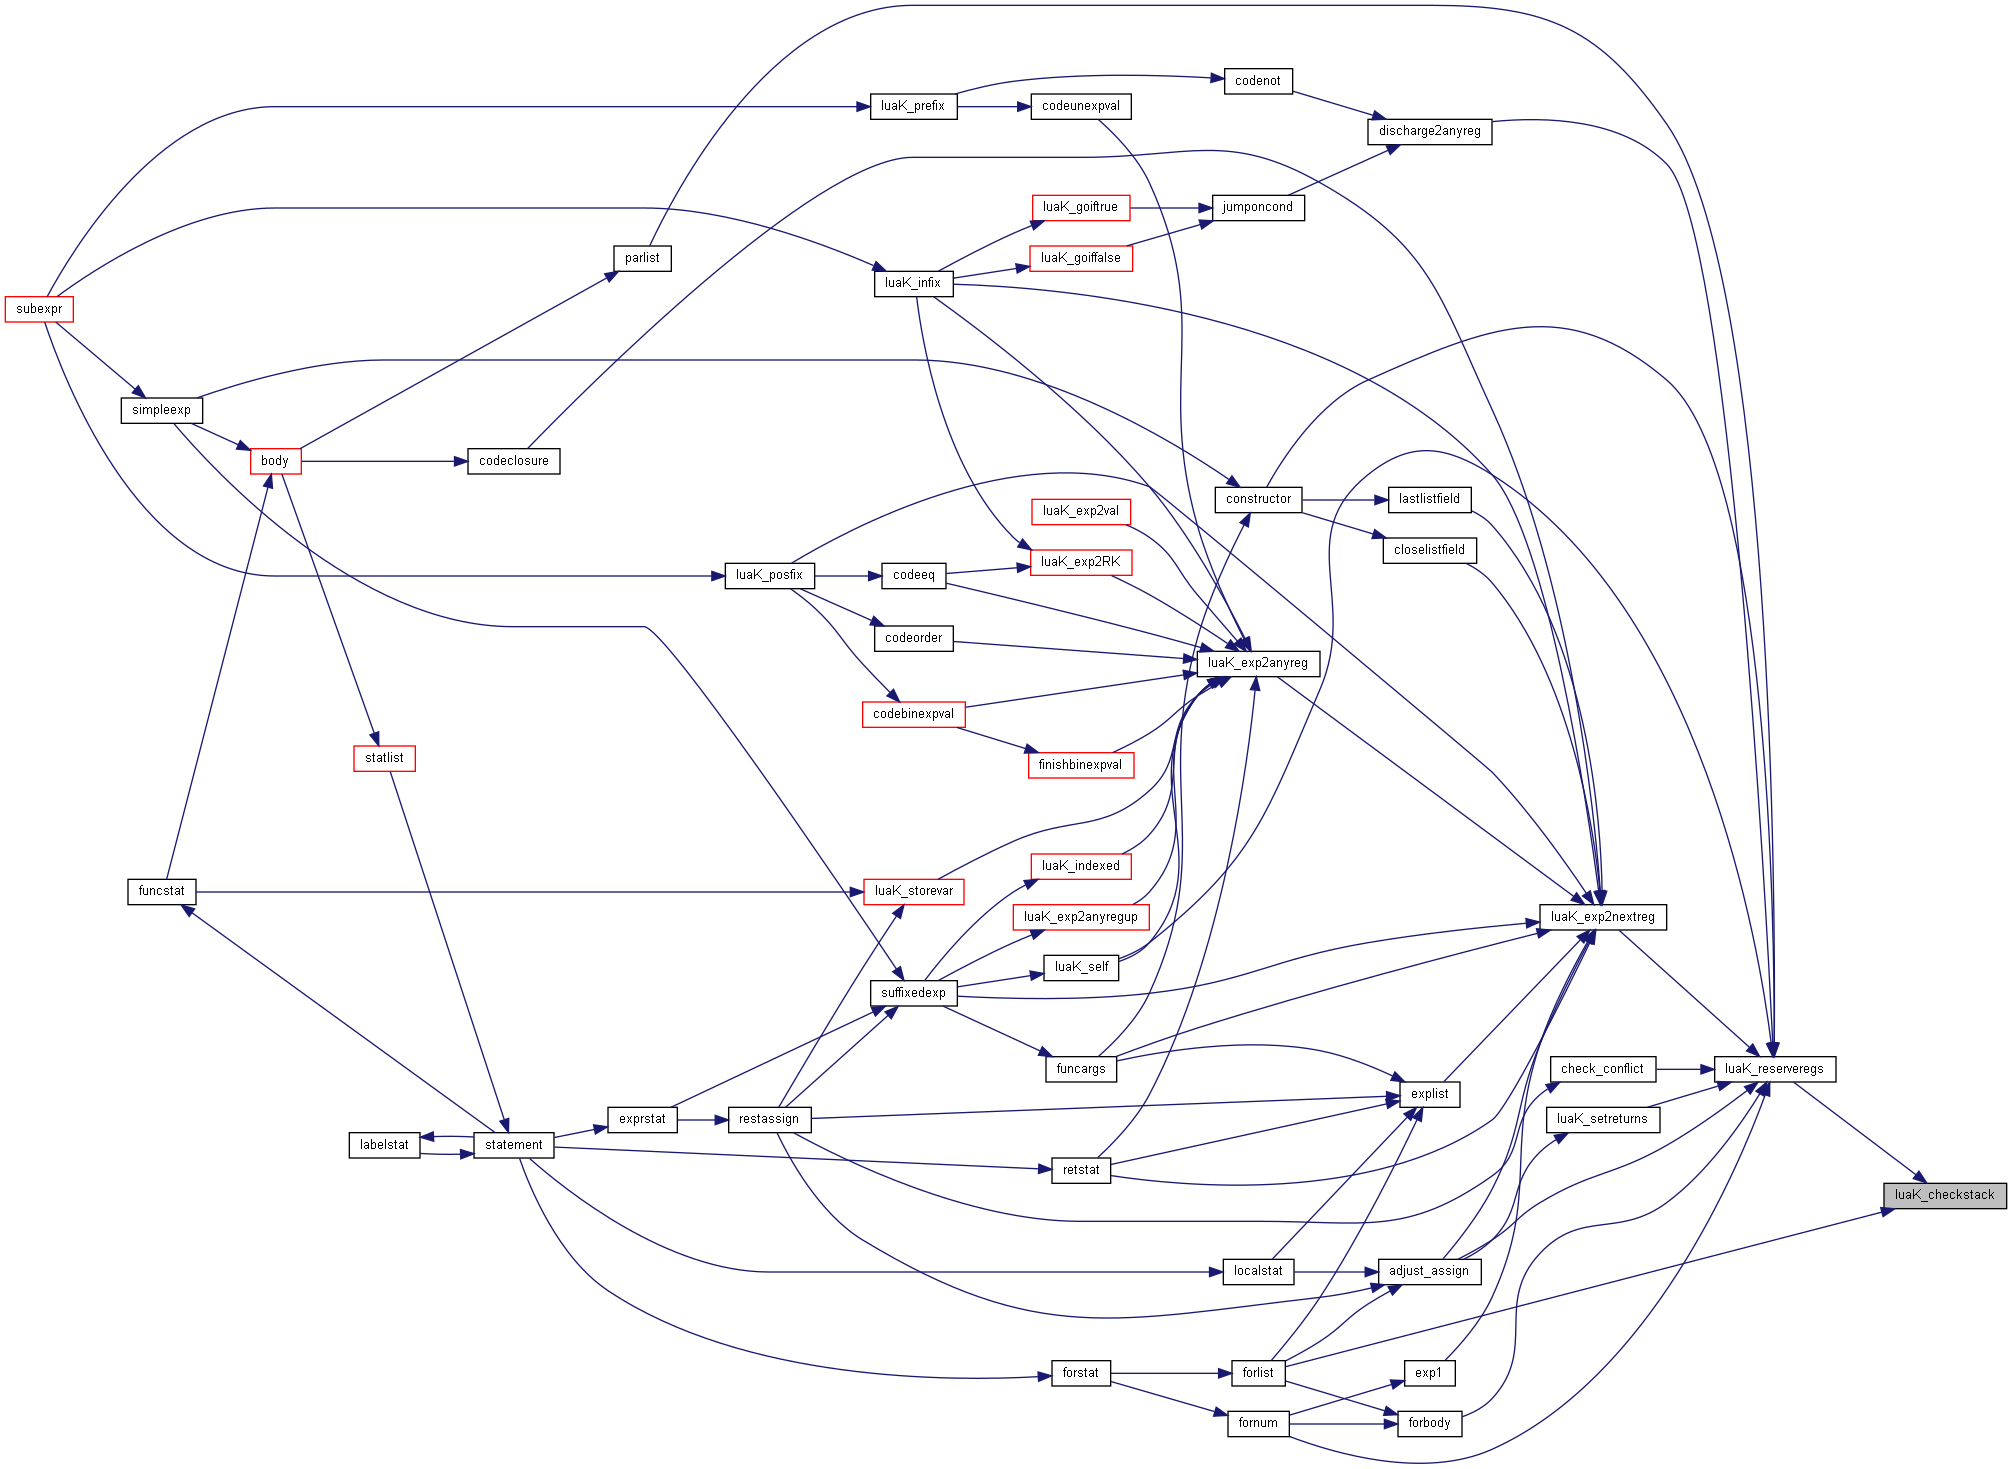 codenot
luaK_prefix
codeunexpval
discharge2anyreg
luaK_goiftrue
jumponcond
parlist
luaK_goiffalse
luaK_infix
subexpr
simpleexp
body
codeclosure
constructor
lastlistfield
luaK_exp2val
closelistfield
luaK_exp2RK
luaK_posfix
codeeq
codeorder
luaK_exp2anyreg
codebinexpval
statlist
finishbinexpval
luaK_indexed
funcstat
luaK_storevar
luaK_exp2anyregup
luaK_exp2nextreg
luaK_self
suffixedexp
funcargs
check_conflict
luaK_reserveregs
explist
exprstat
restassign
luaK_setreturns
labelstat
statement
retstat
luaK_checkstack
localstat
adjust_assign
forstat
forlist
exp1
fornum
forbody